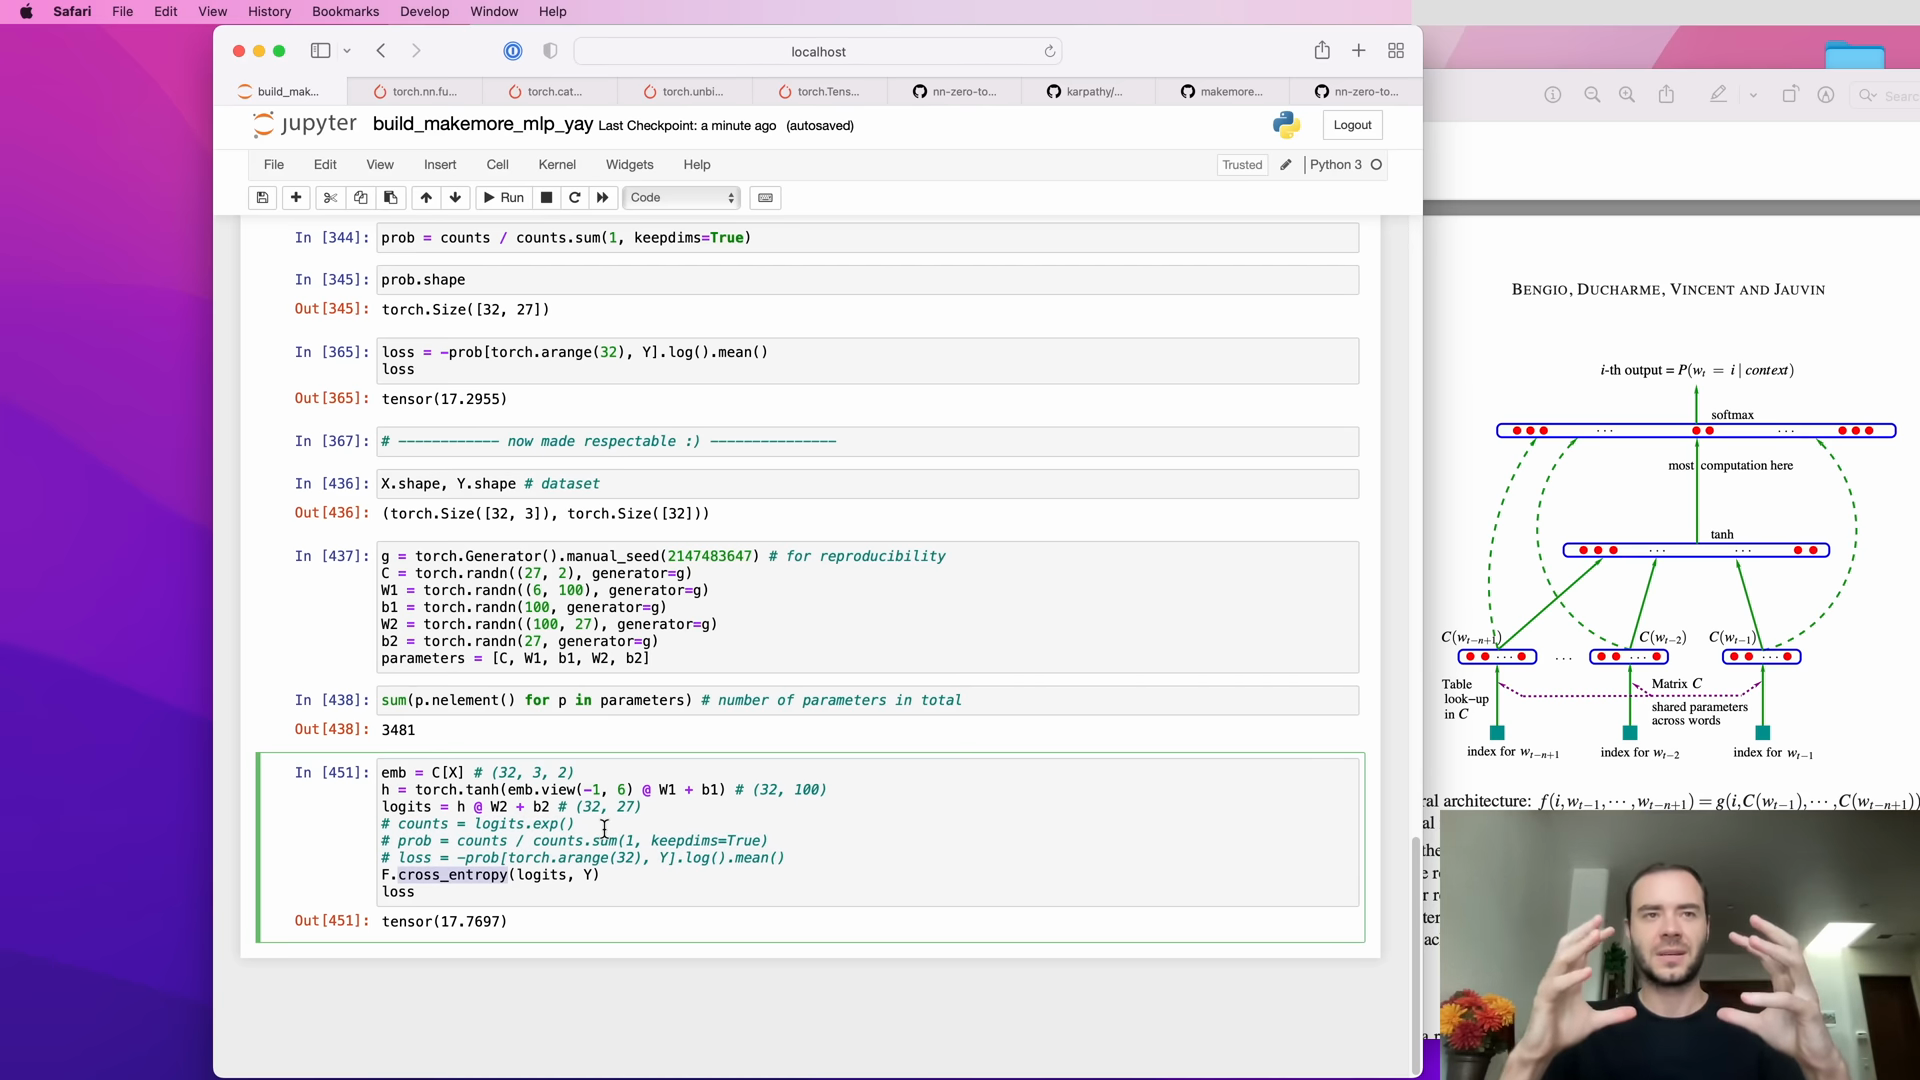 Safari File Edit View History Bookmarks Develop Window Help
localhost
build_mak... torch.nn.fu... torch.cat... torch.unbi... torch.Tens... nn-zero-to... karpathy/... makemore... nn-zero-to...
Search
jupyter build_makemore_mlp_yay Last Checkpoint: a minute ago (autosaved) Logout
File Edit View Insert Cell Kernel Widgets Help Trusted Python 3
Run Code
In [344]: prob = counts / counts.sum(1, keepdims=True)
In [345]: prob.shape
Out[345]: torch.Size([32, 27])
In [365]: loss = -prob[torch.arange(32), Y].log().mean()
loss
Out[365]: tensor(17.2955)
In [367]: # ------------ now made respectable :) ---------------
In [436]: X.shape, Y.shape # dataset
Out[436]: (torch.Size([32, 3]), torch.Size([32]))
In [437]: g = torch.Generator().manual_seed(2147483647) # for reproducibility
C = torch.randn((27, 2), generator=g)
W1 = torch.randn((6, 100), generator=g)
b1 = torch.randn(100, generator=g)
W2 = torch.randn((100, 27), generator=g)
b2 = torch.randn(27, generator=g)
parameters = [C, W1, b1, W2, b2]
In [438]: sum(p.nelement() for p in parameters) # number of parameters in total
Out[438]: 3481
In [451]: emb = C[X] # (32, 3, 2)
h = torch.tanh(emb.view(-1, 6) @ W1 + b1) # (32, 100)
logits = h @ W2 + b2 # (32, 27)
# counts = logits.exp()
# prob = counts / counts.sum(1, keepdims=True)
# loss = -prob[torch.arange(32), Y].log().mean()
F.cross_entropy(logits, Y)
loss
Out[451]: tensor(17.7697)
BENGIO, DUCHARME, VINCENT AND JAUVIN
i-th output = P(w_t = i | context)
softmax
... ...
most computation here
tanh
... ...
C(w_{t−n+1}) C(w_{t−2}) C(w_{t−1})
... ... ... ...
Table look−up in C
Matrix C
shared parameters across words
index for w_{t−n+1} index for w_{t−2} index for w_{t−1}
ral architecture: f(i, w_{t−1}, ⋯, w_{t−n+1}) = g(i, C(w_{t−1}), ⋯, C(w_{t−n+1}))